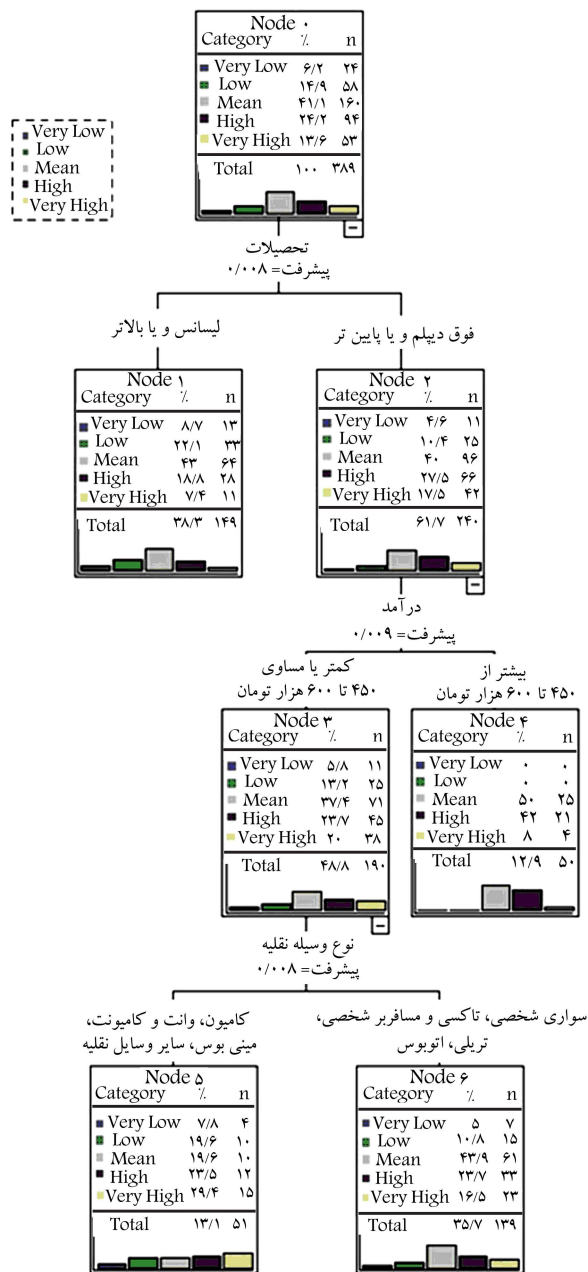 Node ۰
Category ٪ n
Very Low ۶/۲ ۲۴
Low ۱۴/۹ ۵۸
Mean ۴۱/۱ ۱۶۰
High ۲۴/۲ ۹۴
Very High ۱۳/۶ ۵۳
Total ۱۰۰ ۳۸۹
Very Low
Low
Mean
High
Very High
تحصیلات
پیشرفت= ۰/۰۰۸
لیسانس و یا بالاتر
فوق دیپلم و یا پایین تر
Node ۱
Category ٪ n
Very Low ۸/۷ ۱۳
Low ۲۲/۱ ۳۳
Mean ۴۳ ۶۴
High ۱۸/۸ ۲۸
Very High ۷/۴ ۱۱
Total ۳۸/۳ ۱۴۹
Node ۲
Category ٪ n
Very Low ۴/۶ ۱۱
Low ۱۰/۴ ۲۵
Mean ۴۰ ۹۶
High ۲۷/۵ ۶۶
Very High ۱۷/۵ ۴۲
Total ۶۱/۷ ۲۴۰
درآمد
پیشرفت= ۰/۰۰۹
کمتر یا مساوی
۴۵۰ تا ۶۰۰ هزار تومان
بیشتر از
۴۵۰ تا ۶۰۰ هزار تومان
Node ۳
Category ٪ n
Very Low ۵/۸ ۱۱
Low ۱۳/۲ ۲۵
Mean ۳۷/۴ ۷۱
High ۲۳/۷ ۴۵
Very High ۲۰ ۳۸
Total ۴۸/۸ ۱۹۰
Node ۴
Category ٪ n
Very Low ۰ ۰
Low ۰ ۰
Mean ۵۰ ۲۵
High ۴۲ ۲۱
Very High ۸ ۴
Total ۱۲/۹ ۵۰
نوع وسیله نقلیه
پیشرفت= ۰/۰۰۸
کامیون، وانت و کامیونت،
مینی بوس، سایر وسایل نقلیه
سواری شخصی، تاکسی و مسافربر شخصی،
تریلی، اتوبوس
Node ۵
Category ٪ n
Very Low ۷/۸ ۴
Low ۱۹/۶ ۱۰
Mean ۱۹/۶ ۱۰
High ۲۳/۵ ۱۲
Very High ۲۹/۴ ۱۵
Total ۱۳/۱ ۵۱
Node ۶
Category ٪ n
Very Low ۵ ۷
Low ۱۰/۸ ۱۵
Mean ۴۳/۹ ۶۱
High ۲۳/۷ ۳۳
Very High ۱۶/۵ ۲۳
Total ۳۵/۷ ۱۳۹